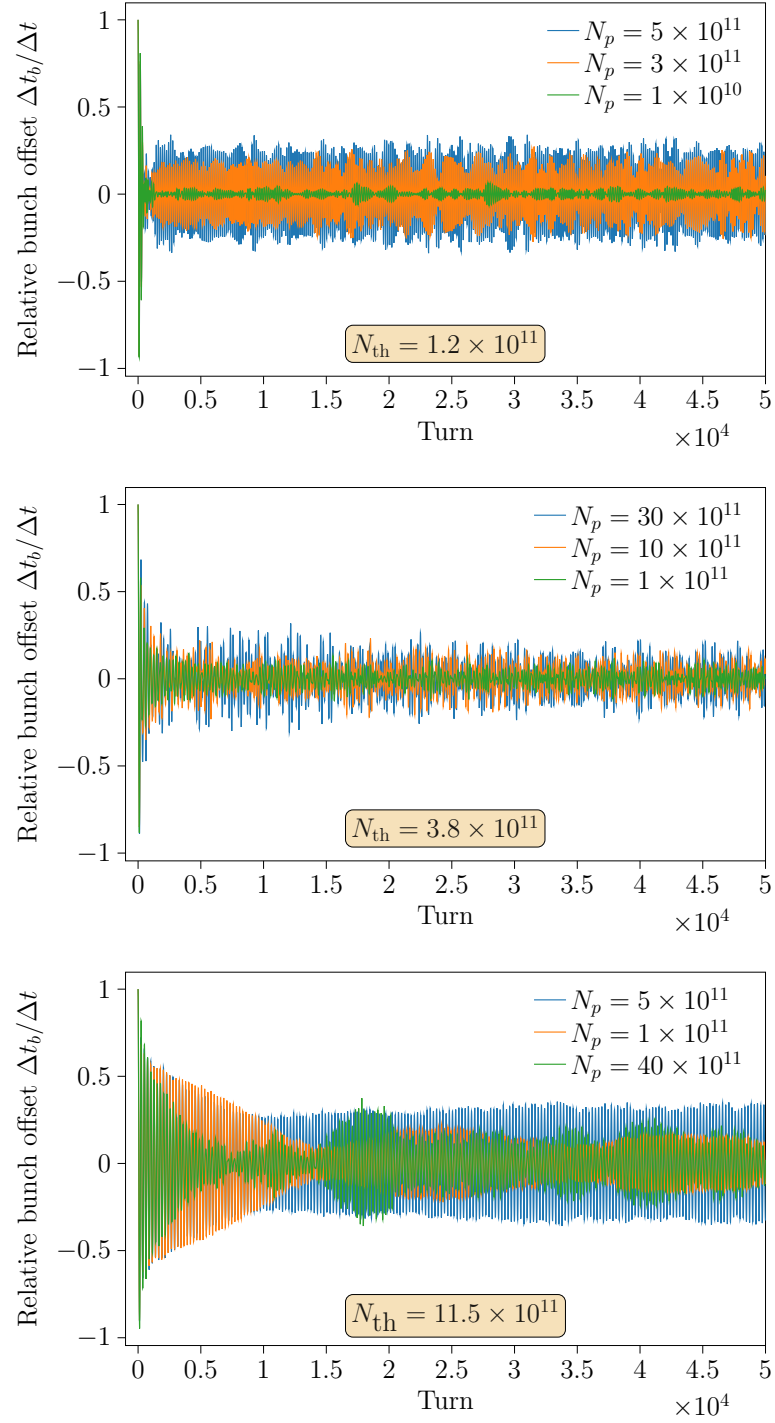 Relative bunch offset Δt_b/Δt
1
0.5
0
−0.5
−1
N_p = 5 × 10^11
N_p = 3 × 10^11
N_p = 1 × 10^10
N_th = 1.2 × 10^11
0 0.5 1 1.5 2 2.5 3 3.5 4 4.5 5
Turn
×10^4
Relative bunch offset Δt_b/Δt
1
0.5
0
−0.5
−1
N_p = 30 × 10^11
N_p = 10 × 10^11
N_p = 1 × 10^11
N_th = 3.8 × 10^11
0 0.5 1 1.5 2 2.5 3 3.5 4 4.5 5
Turn
×10^4
Relative bunch offset Δt_b/Δt
1
0.5
0
−0.5
−1
N_p = 5 × 10^11
N_p = 1 × 10^11
N_p = 40 × 10^11
N_th = 11.5 × 10^11
0 0.5 1 1.5 2 2.5 3 3.5 4 4.5 5
Turn
×10^4